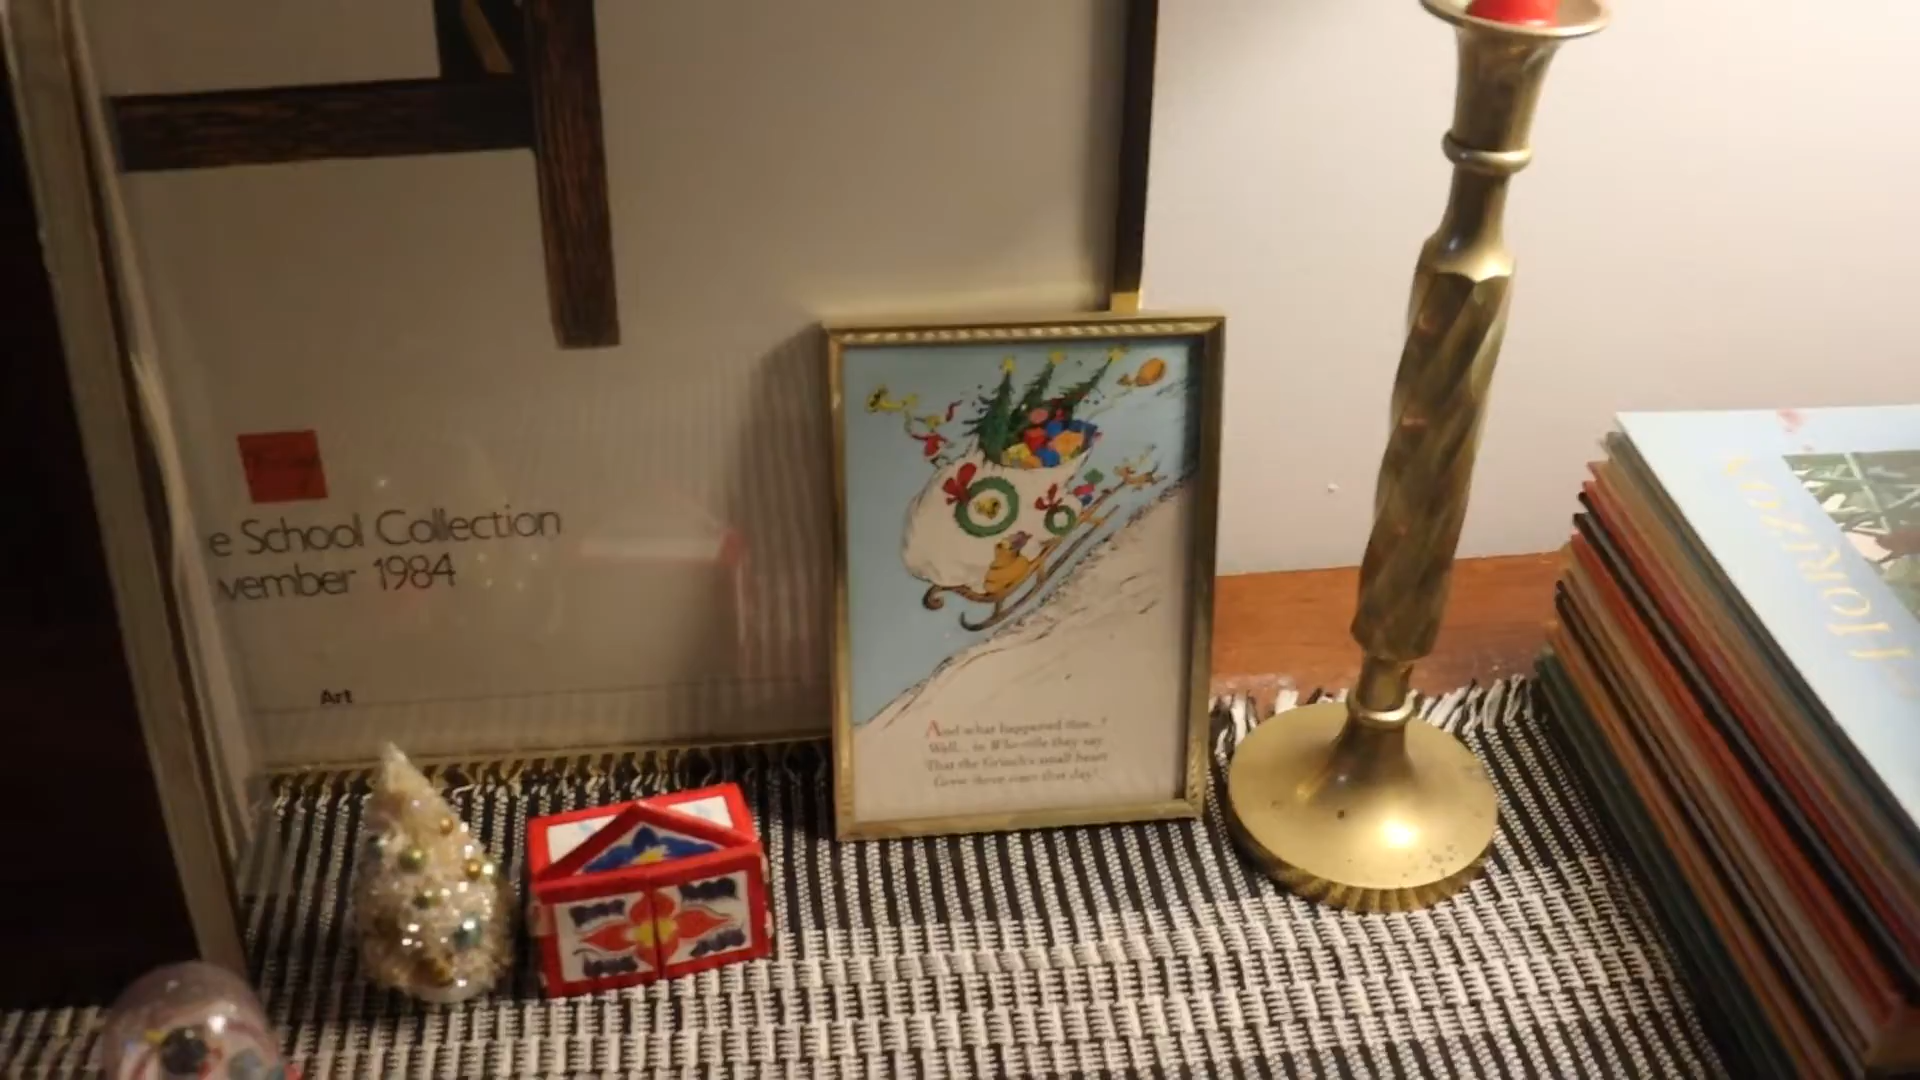 e School Collection
vember 1984
Art
And what happened then...?
Well... in Who-ville they say
That the Grinch's small heart
Grew three sizes that day!
HORIZON